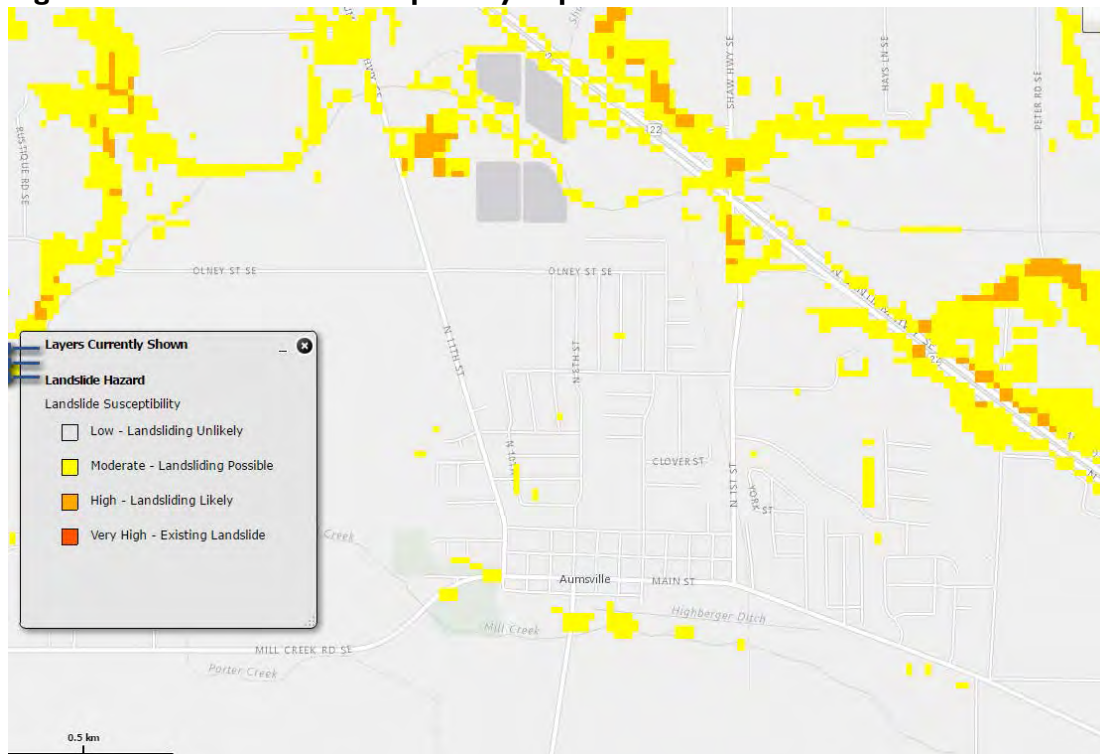 SHAW HWY SE
HAYS LN SE
PETER RD SE
22
RUSTIQUE RD SE
OLNEY ST SE
OLNEY ST SE
N 11TH ST
N 8TH ST
Layers Currently Shown
Landslide Hazard
Landslide Susceptibility
Low - Landsliding Unlikely
Moderate - Landsliding Possible
High - Landsliding Likely
Very High - Existing Landslide
CLOVER ST
N 1ST ST
YORK ST
Creek
Aumsville
MAIN ST
Highberger Ditch
Mill Creek
MILL CREEK RD SE
Porter Creek
0.5 km